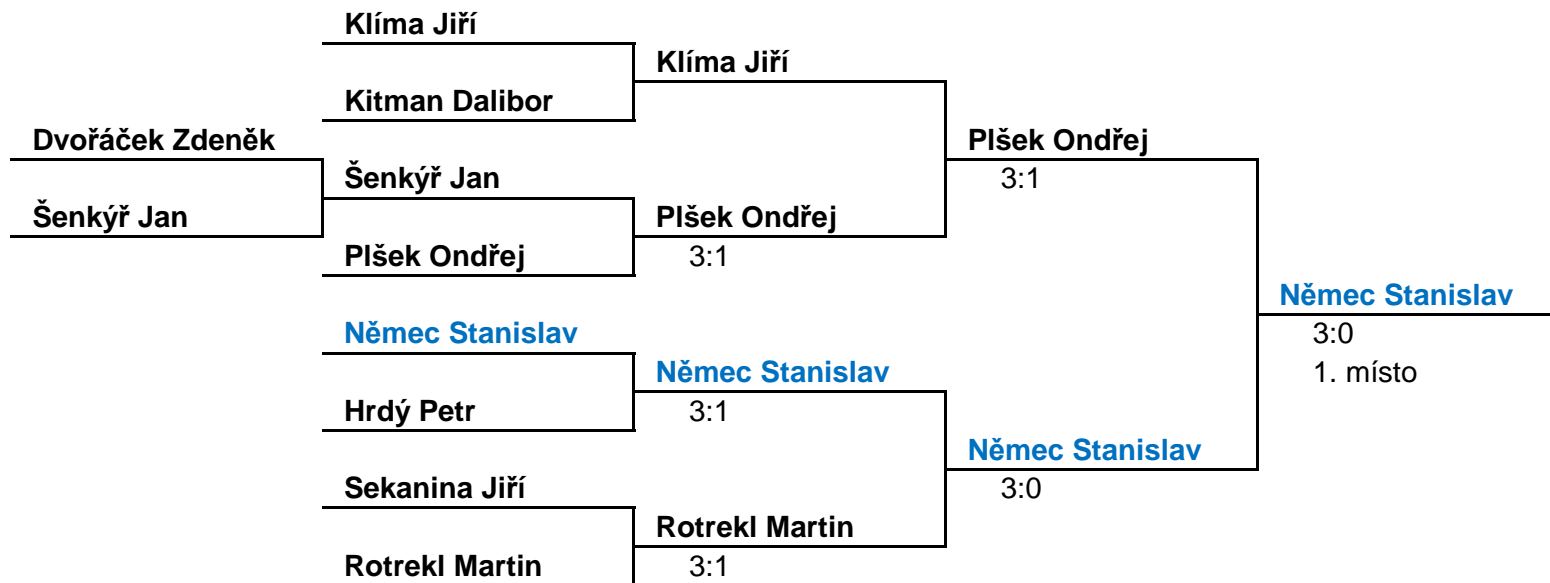 Klíma Jiří
Klíma Jiří
Kitman Dalibor
Dvořáček Zdeněk
Plšek Ondřej
Šenkýř Jan
3:1
Šenkýř Jan
Plšek Ondřej
Plšek Ondřej
3:1
Němec Stanislav
Němec Stanislav
3:0
Němec Stanislav
1. místo
Hrdý Petr
3:1
Němec Stanislav
Sekanina Jiří
3:0
Rotrekl Martin
Rotrekl Martin
3:1